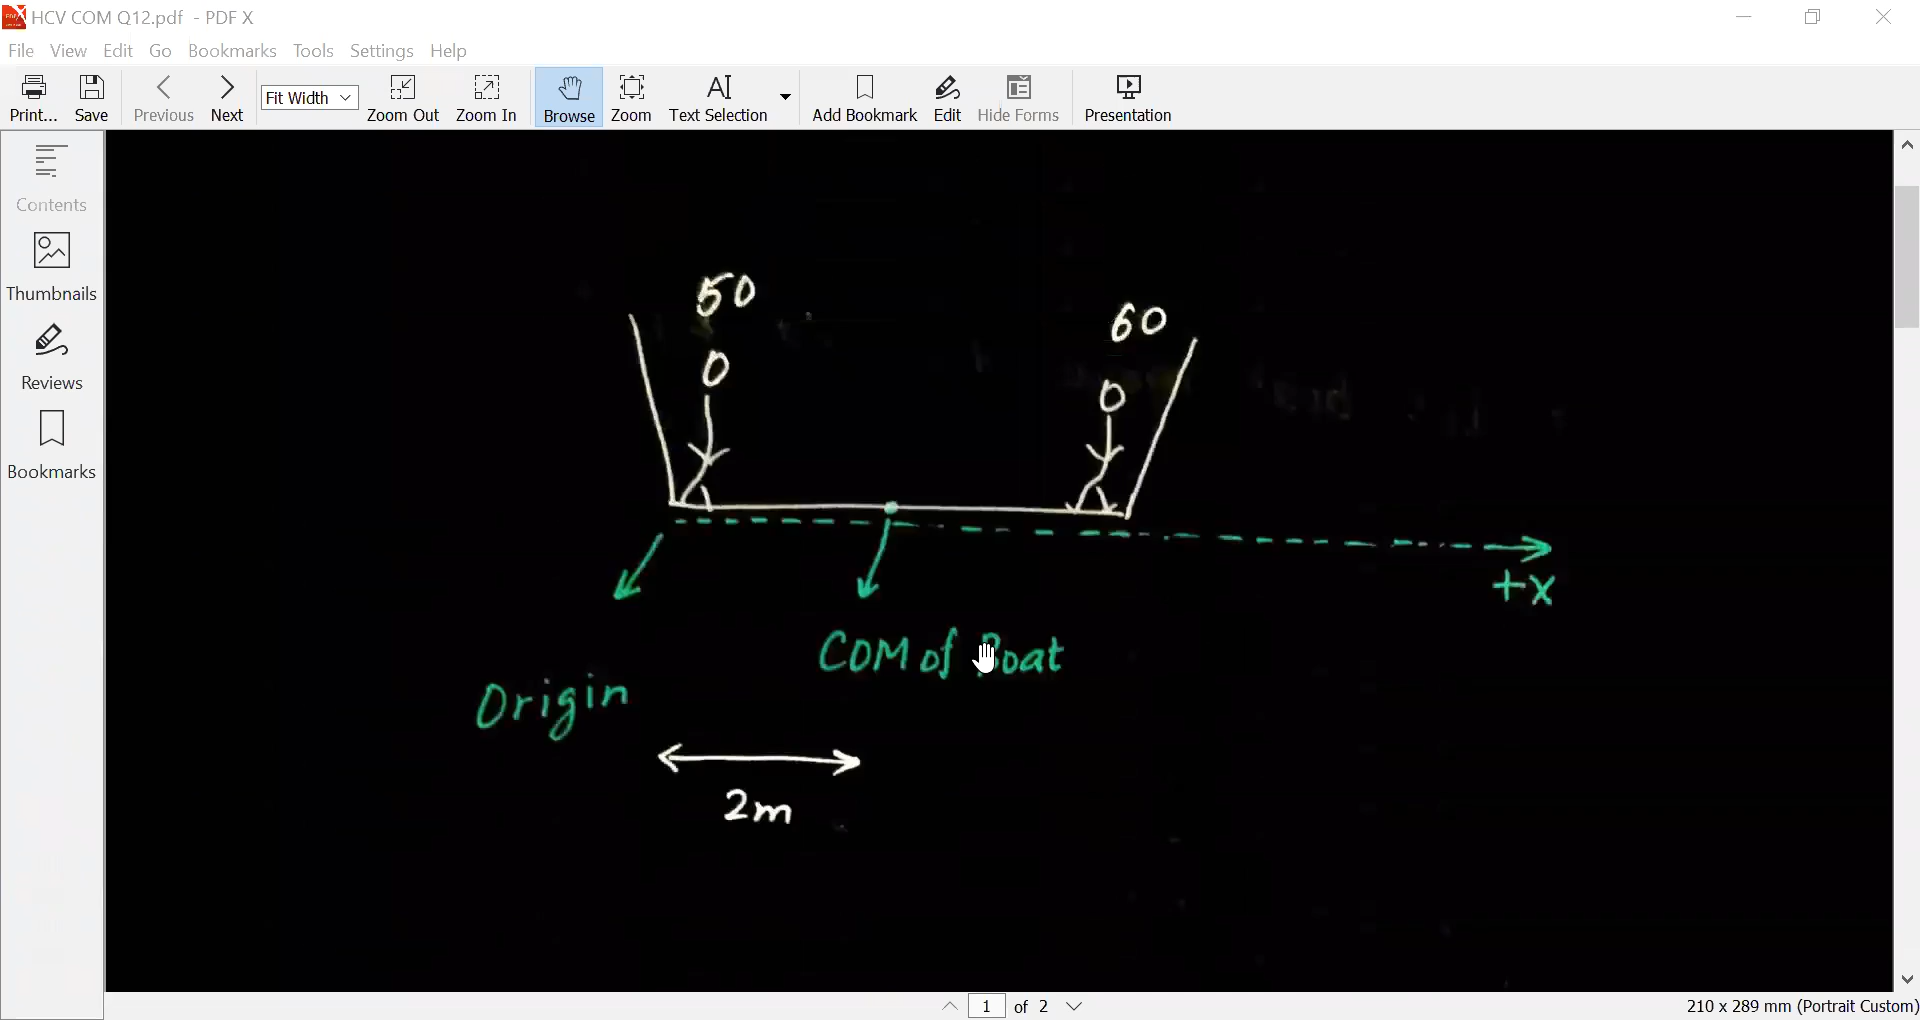 HCV COM Q12.pdf - PDF X
File View Edit Go Bookmarks Tools Settings Help
Print... Save Previous Next Fit Width Zoom Out Zoom In Browse Zoom Text Selection Add Bookmark Edit Hide Forms Presentation
Contents
Thumbnails
Reviews
Bookmarks
50
60
+X
COM of Boat
Origin
2m
1 of 2
210 x 289 mm (Portrait Custom)